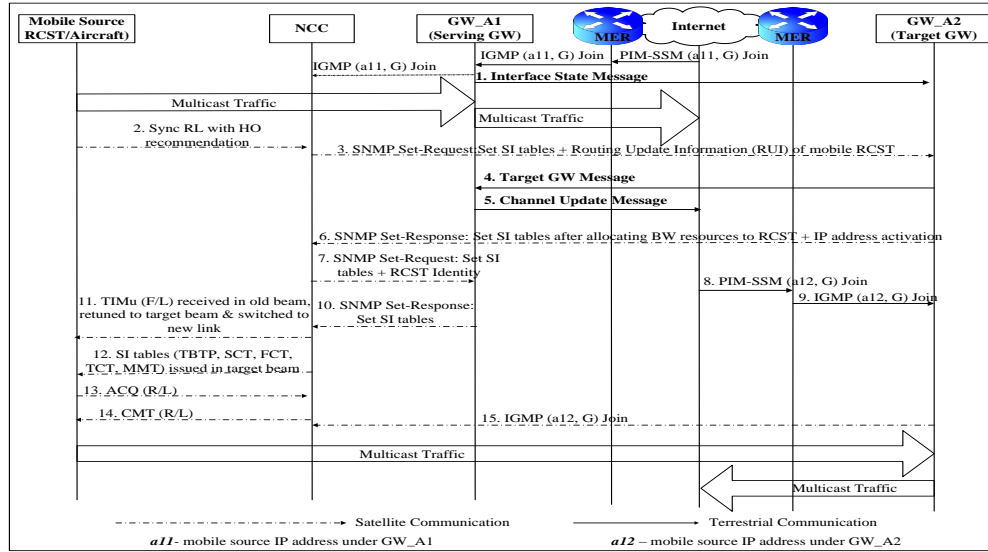 Mobile Source
RCST/Aircraft
NCC
GW_A1
(Serving GW)
MER
Internet
MER
GW_A2
(Target GW)
IGMP (a11, G) Join
PIM-SSM (a11, G) Join
IGMP (a11, G) Join
1. Interface State Message
Multicast Traffic
Multicast Traffic
2. Sync RL with HO
recommendation
3. SNMP Set-Request:Set SI tables + Routing Update Information (RUI) of mobile RCST
4. Target GW Message
5. Channel Update Message
6. SNMP Set-Response: Set SI tables after allocating BW resources to RCST + IP address activation
7. SNMP Set-Request: Set SI
tables + RCST Identity
8. PIM-SSM (a12, G) Join
9. IGMP (a12, G) Join
10. SNMP Set-Response:
Set SI tables
11. TIMu (F/L) received in old beam,
retuned to target beam & switched to
new link
12. SI tables (TBTP, SCT, FCT,
TCT, MMT) issued in target beam
13. ACQ (R/L)
14. CMT (R/L)
15. IGMP (a12, G) Join
Multicast Traffic
Multicast Traffic
Satellite Communication
Terrestrial Communication
a11- mobile source IP address under GW_A1
a12 – mobile source IP address under GW_A2